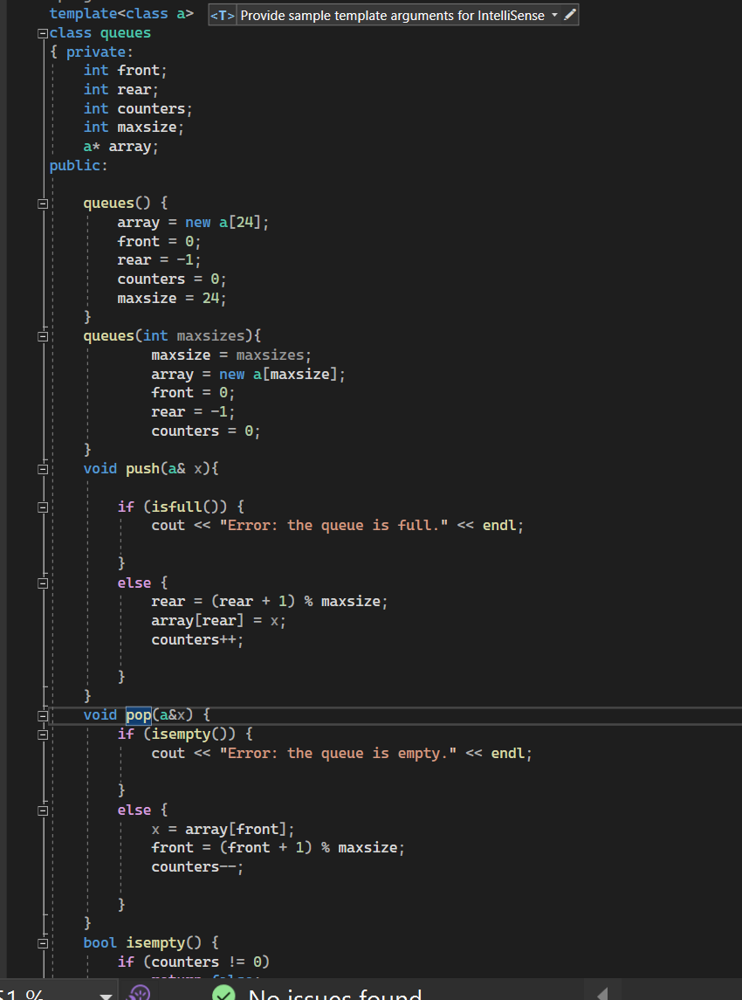 template<class a> <T> Provide sample template arguments for IntelliSense
class queues
{ private:
int front;
int rear;
int counters;
int maxsize;
a* array;
public:
queues() {
array = new a[24];
front = 0;
rear = -1;
counters = 0;
maxsize = 24;
}
queues(int maxsizes){
maxsize = maxsizes;
array = new a[maxsize];
front = 0;
rear = -1;
counters = 0;
}
void push(a& x){
if (isfull()) {
cout << "Error: the queue is full." << endl;
}
else {
rear = (rear + 1) % maxsize;
array[rear] = x;
counters++;
}
}
void pop(a&x) {
if (isempty()) {
cout << "Error: the queue is empty." << endl;
}
else {
x = array[front];
front = (front + 1) % maxsize;
counters--;
}
}
bool isempty() {
if (counters != 0)
return false;
51 % No issues found